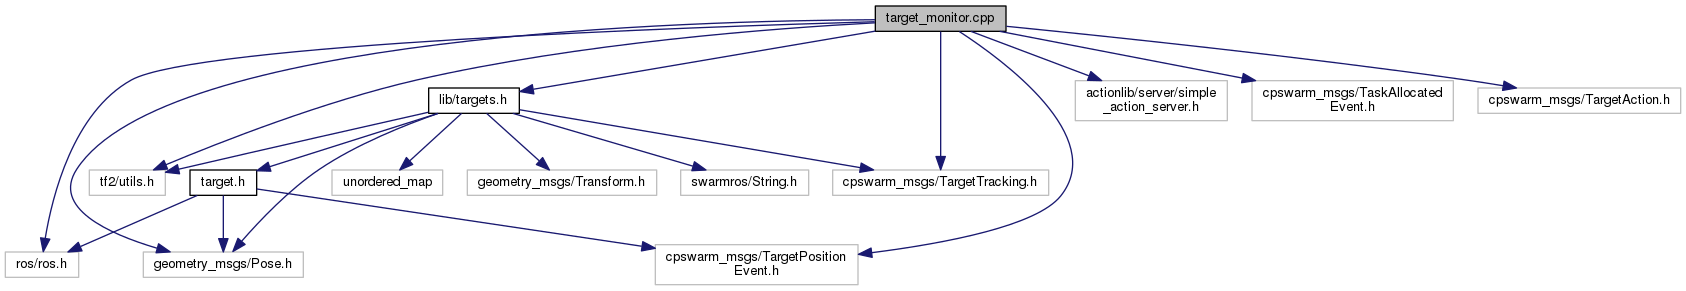 target_monitor.cpp
lib/targets.h
actionlib/server/simple
_action_server.h
cpswarm_msgs/TaskAllocated
Event.h
cpswarm_msgs/TargetAction.h
tf2/utils.h
target.h
unordered_map
geometry_msgs/Transform.h
swarmros/String.h
cpswarm_msgs/TargetTracking.h
ros/ros.h
geometry_msgs/Pose.h
cpswarm_msgs/TargetPosition
Event.h